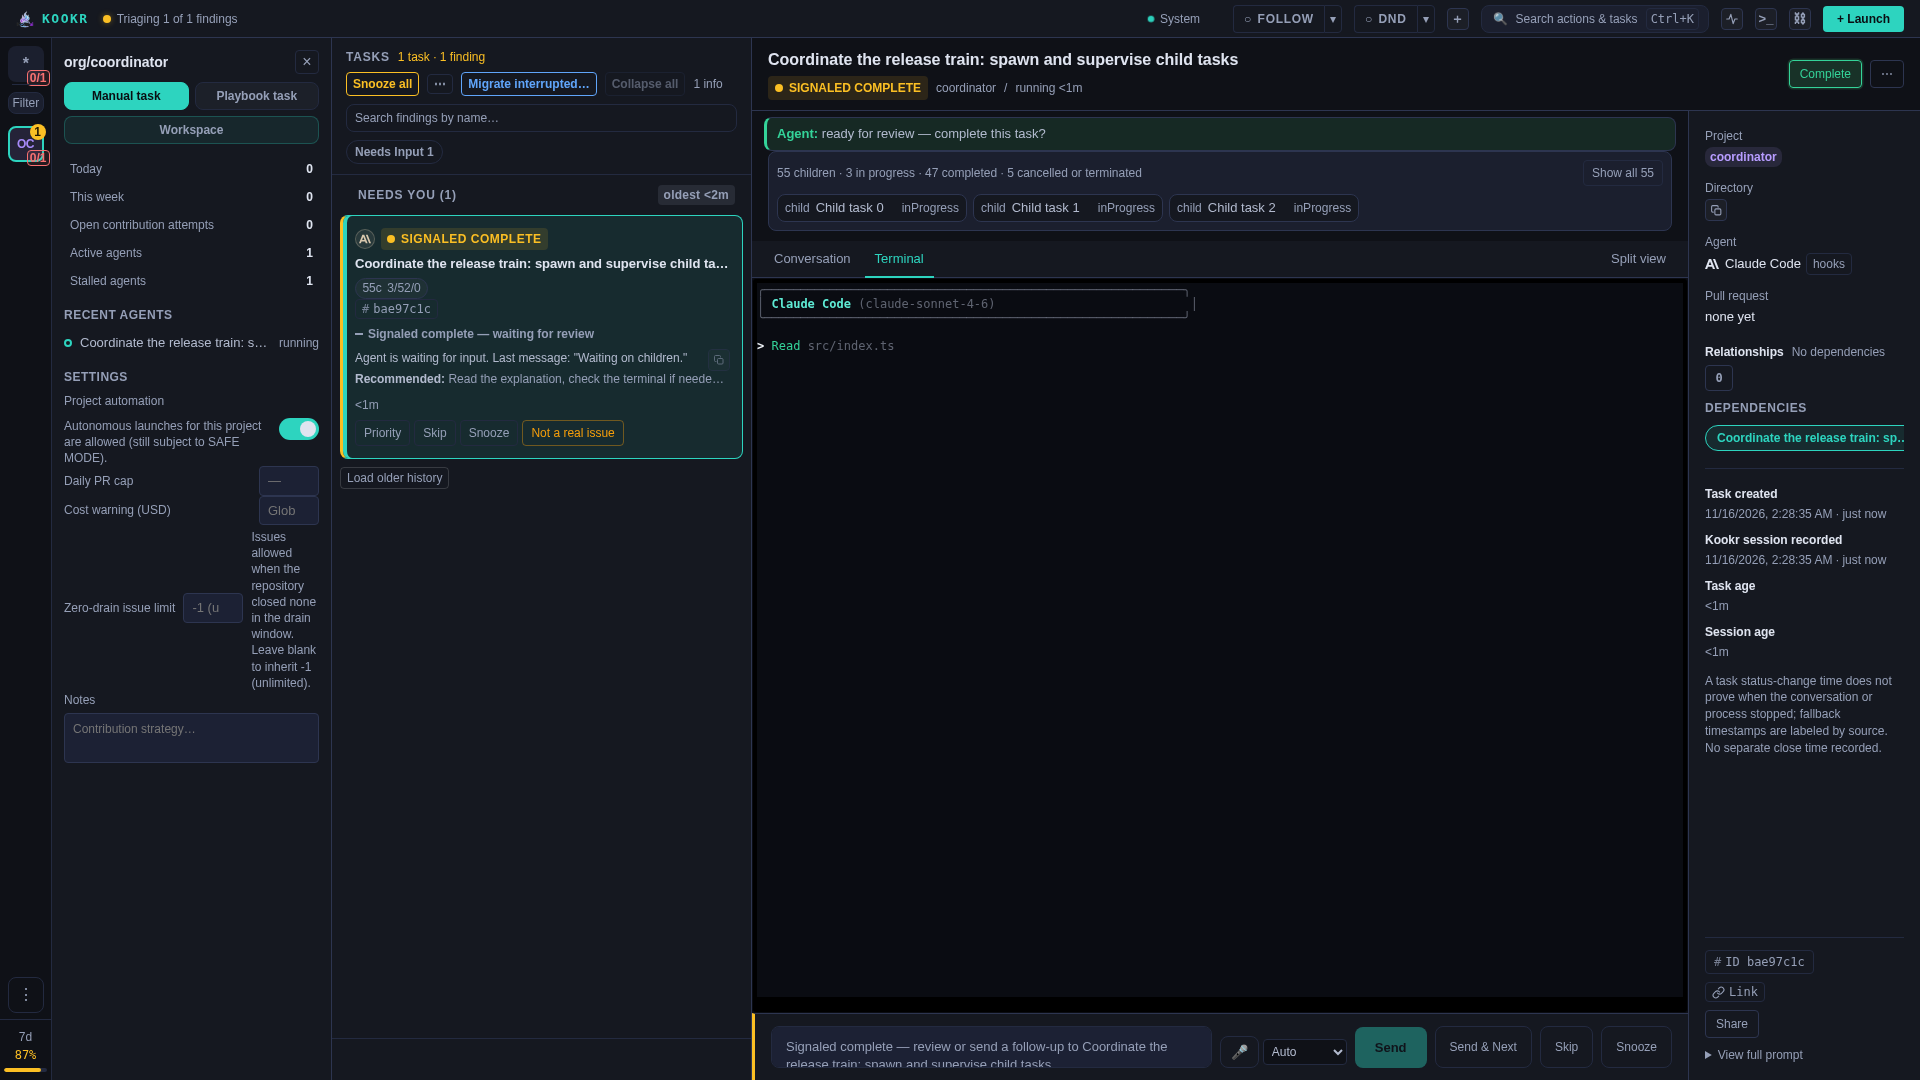 KOOKR
Triaging 1 of 1 findings
System
○ FOLLOW ▾
○ DND ▾
+
Search actions & tasks Ctrl+K
>_
+ Launch
*
0/1
Filter
OC
1
0/1
⋮
7d
87%
org/coordinator
×
Manual task
Playbook task
Workspace
Today 0
This week 0
Open contribution attempts 0
Active agents 1
Stalled agents 1
RECENT AGENTS
Coordinate the release train: s… running
SETTINGS
Project automation
Autonomous launches for this project
are allowed (still subject to SAFE
MODE).
Daily PR cap —
Cost warning (USD) Glob
Zero-drain issue limit -1 (u
Issues
allowed
when the
repository
closed none
in the drain
window.
Leave blank
to inherit -1
(unlimited).
Notes
Contribution strategy…
TASKS 1 task · 1 finding
Snooze all
⋯
Migrate interrupted…
Collapse all
1 info
Search findings by name…
Needs Input 1
NEEDS YOU (1)
oldest <2m
SIGNALED COMPLETE
Coordinate the release train: spawn and supervise child ta…
55c 3/52/0
# bae97c1c
Signaled complete — waiting for review
Agent is waiting for input. Last message: "Waiting on children."
Recommended: Read the explanation, check the terminal if neede…
<1m
Priority
Skip
Snooze
Not a real issue
Load older history
Coordinate the release train: spawn and supervise child tasks
SIGNALED COMPLETE coordinator / running <1m
Complete
⋯
Agent: ready for review — complete this task?
55 children · 3 in progress · 47 completed · 5 cancelled or terminated
Show all 55
child Child task 0 inProgress
child Child task 1 inProgress
child Child task 2 inProgress
Conversation
Terminal
Split view
Claude Code (claude-sonnet-4-6)
> Read src/index.ts
Signaled complete — review or send a follow-up to Coordinate the
release train: spawn and supervise child tasks
Auto
Send
Send & Next
Skip
Snooze
Project
coordinator
Directory
Agent
Claude Code hooks
Pull request
none yet
Relationships No dependencies
0
DEPENDENCIES
Coordinate the release train: sp…
Task created
11/16/2026, 2:28:35 AM · just now
Kookr session recorded
11/16/2026, 2:28:35 AM · just now
Task age
<1m
Session age
<1m
A task status-change time does not
prove when the conversation or
process stopped; fallback
timestamps are labeled by source.
No separate close time recorded.
# ID bae97c1c
Link
Share
View full prompt